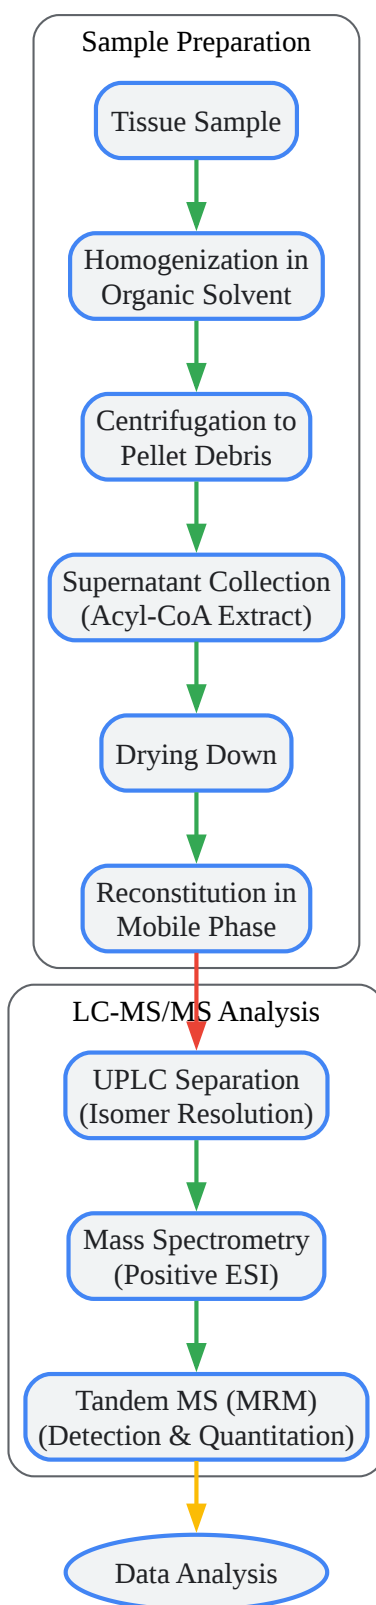 Sample Preparation
Tissue Sample
Homogenization in
Organic Solvent
Centrifugation to
Pellet Debris
Supernatant Collection
(Acyl-CoA Extract)
Drying Down
Reconstitution in
Mobile Phase
LC-MS/MS Analysis
UPLC Separation
(Isomer Resolution)
Mass Spectrometry
(Positive ESI)
Tandem MS (MRM)
(Detection & Quantitation)
Data Analysis